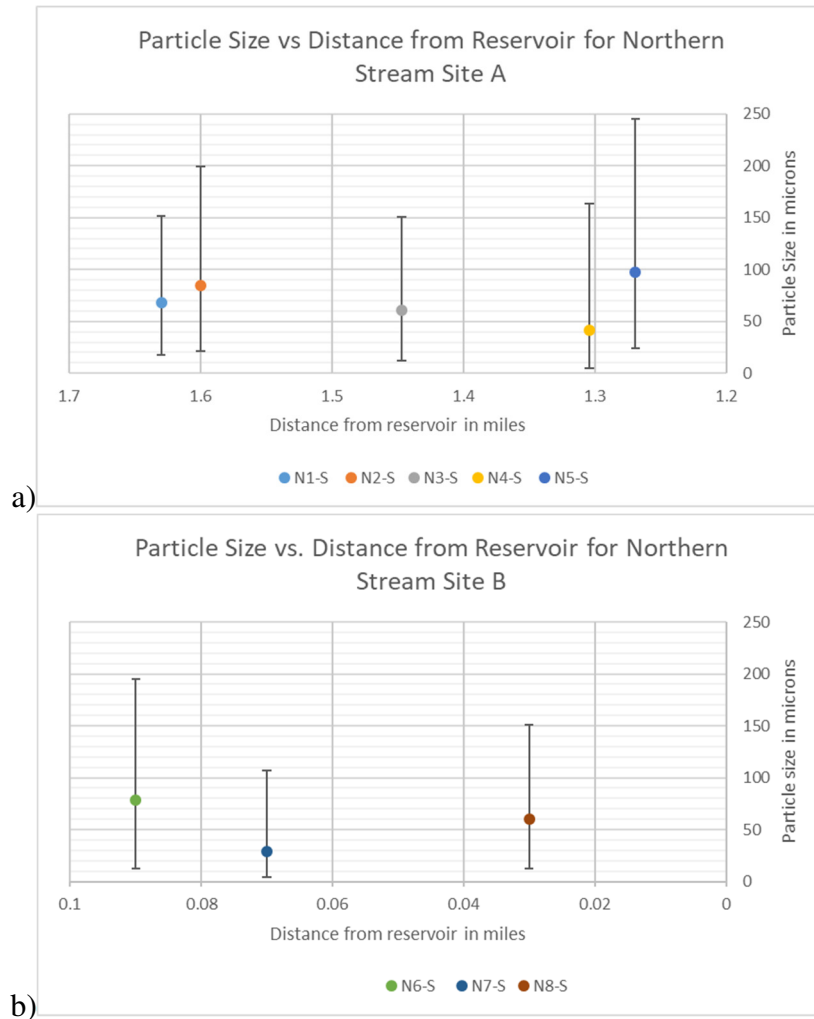 Particle Size vs Distance from Reservoir for Northern
Stream Site A
250
200
150
100
50
0
Particle Size in microns
1.7 1.6 1.5 1.4 1.3 1.2
Distance from reservoir in miles
N1-S N2-S N3-S N4-S N5-S
a)
Particle Size vs. Distance from Reservoir for Northern
Stream Site B
250
200
150
100
50
0
Particle size in microns
0.1 0.08 0.06 0.04 0.02 0
Distance from reservoir in miles
N6-S N7-S N8-S
b)